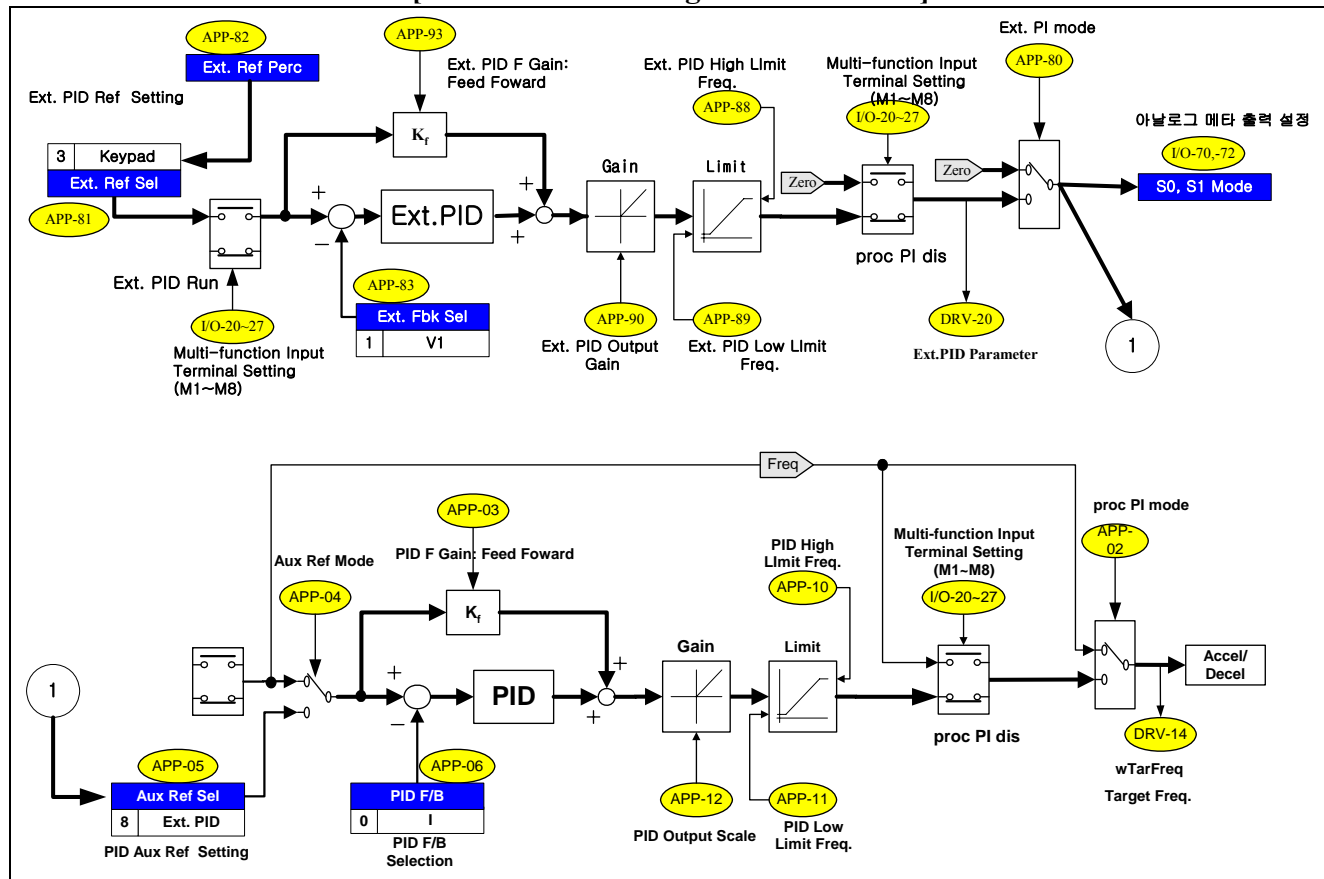 APP-82
Ext. Ref Perc
Ext. PID Ref Setting
3 Keypad
Ext. Ref Sel
APP-81
Ext. PID Run
I/O-20~27
Multi-function Input
Terminal Setting
(M1~M8)
APP-93
Ext. PID F Gain:
Feed Foward
Kf
+
−
Ext.PID
+
+
APP-83
Ext. Fbk Sel
1 V1
Gain
APP-90
Ext. PID Output
Gain
Ext. PID High LImit
Freq.
APP-88
Limit
APP-89
Ext. PID Low LImit
Freq.
Multi-function Input
Terminal Setting
(M1~M8)
I/O-20~27
Zero
proc PI dis
DRV-20
Ext.PID Parameter
Ext. PI mode
APP-80
Zero
아날로그 메타 출력 설정
I/O-70,-72
S0, S1 Mode
1
Freq
1
APP-05
Aux Ref Sel
8 Ext. PID
PID Aux Ref Setting
Aux Ref Mode
APP-04
APP-03
PID F Gain: Feed Foward
Kf
+
−
PID
+
+
APP-06
PID F/B
0 I
PID F/B
Selection
Gain
APP-12
PID Output Scale
PID High
LImit Freq.
APP-10
Limit
APP-11
PID Low
LImit Freq.
Multi-function Input
Terminal Setting
(M1~M8)
I/O-20~27
proc PI dis
proc PI mode
APP-
02
Accel/
Decel
DRV-14
wTarFreq
Target Freq.